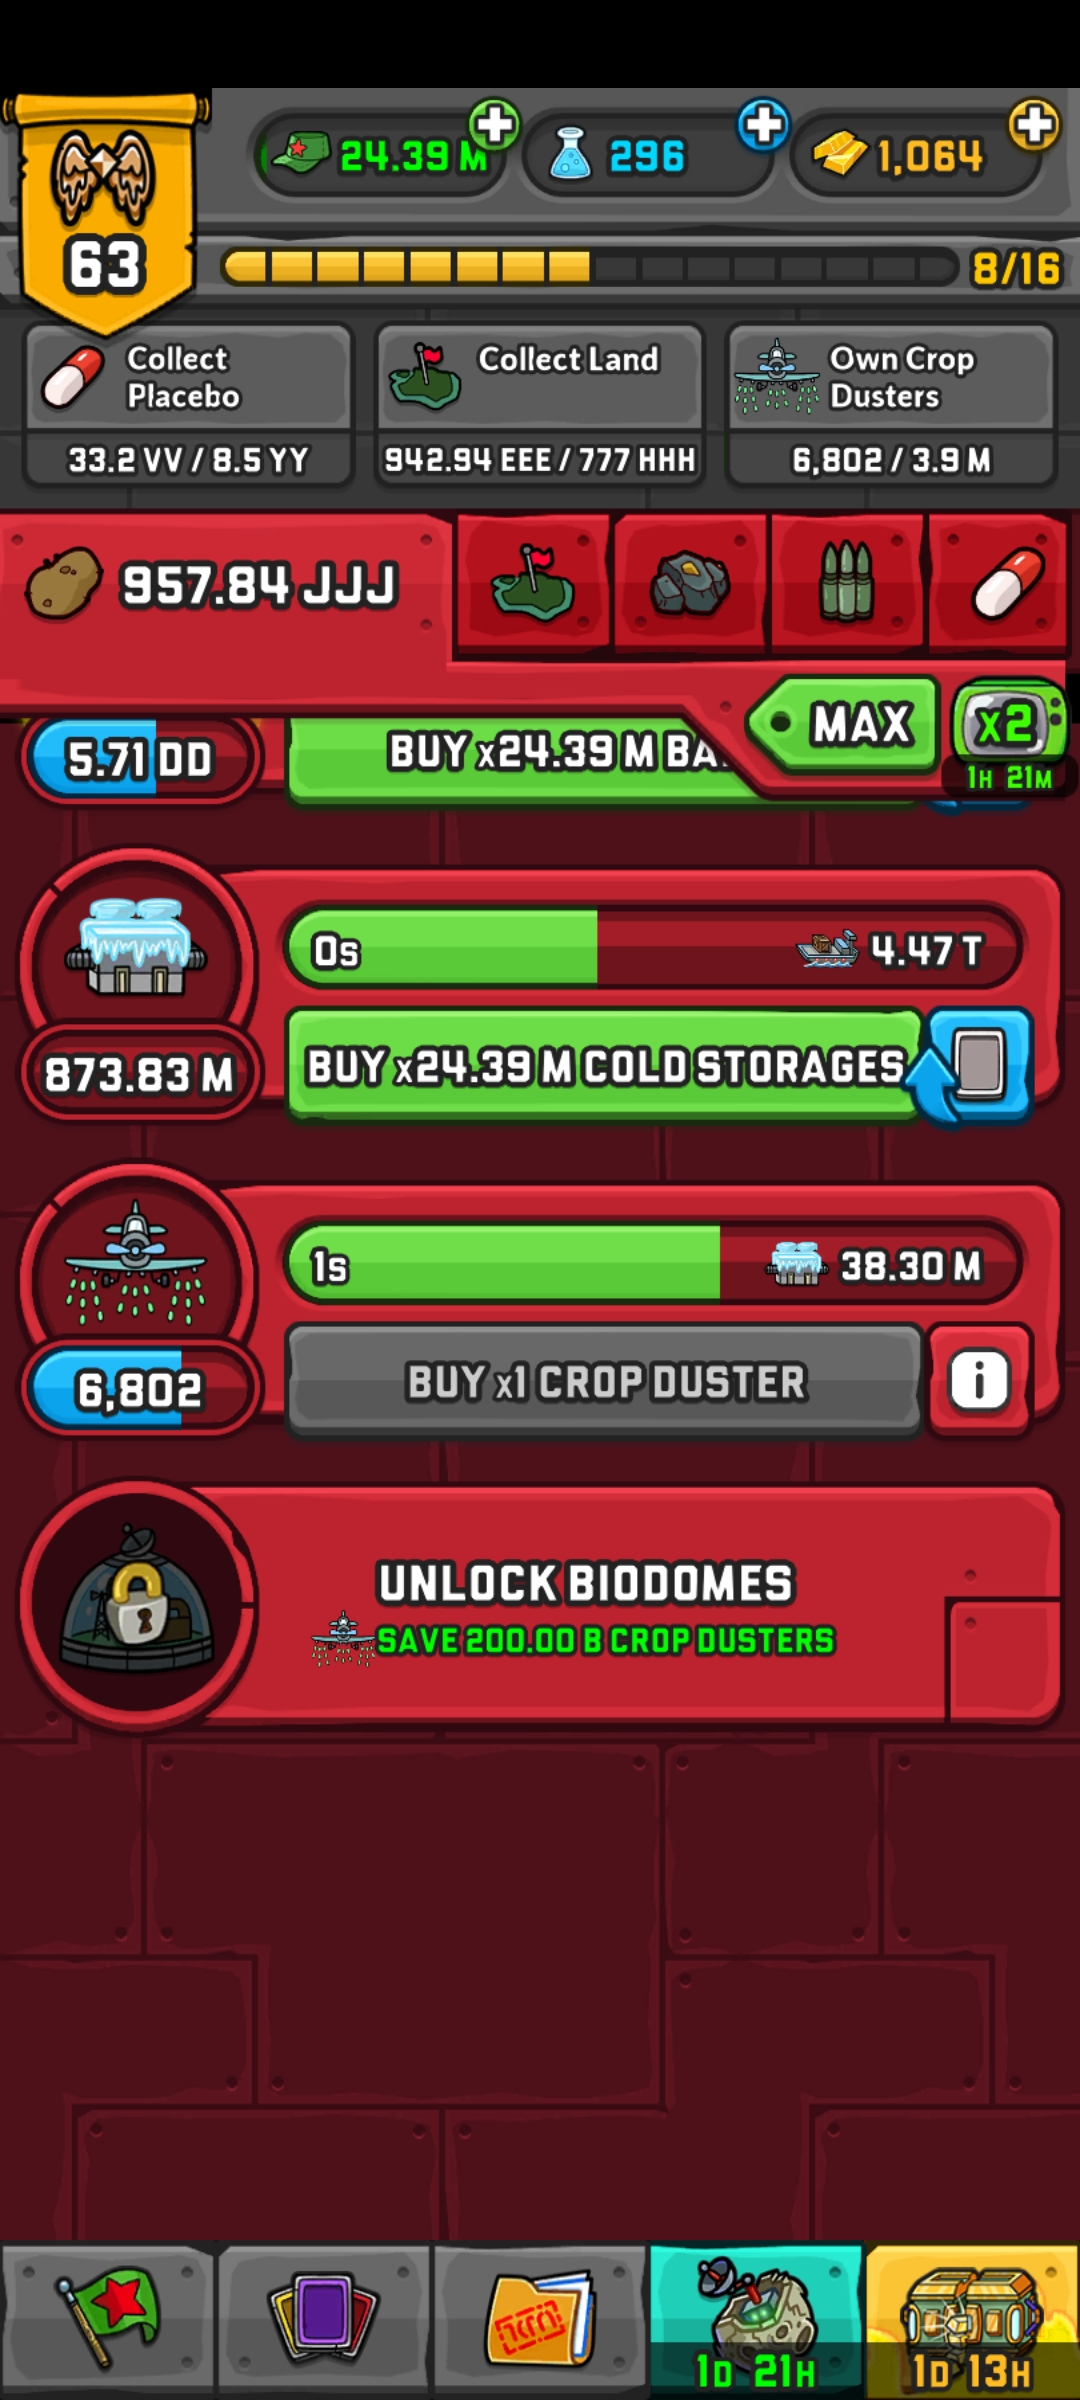 24.39 M
296
1,064
63
8/16
Collect
Placebo
33.2 VV / 8.5 YY
Collect Land
942.94 EEE / 777 HHH
Own Crop
Dusters
6,802 / 3.9 M
957.84 JJJ
MAX
X2
1H 21M
5.71 DD
BUY x24.39 M BA
0s
4.47 T
873.83 M
BUY x24.39 M COLD STORAGES
1s
38.30 M
6,802
BUY x1 CROP DUSTER
i
UNLOCK BIODOMES
SAVE 200.00 B CROP DUSTERS
1D 21H
1D 13H